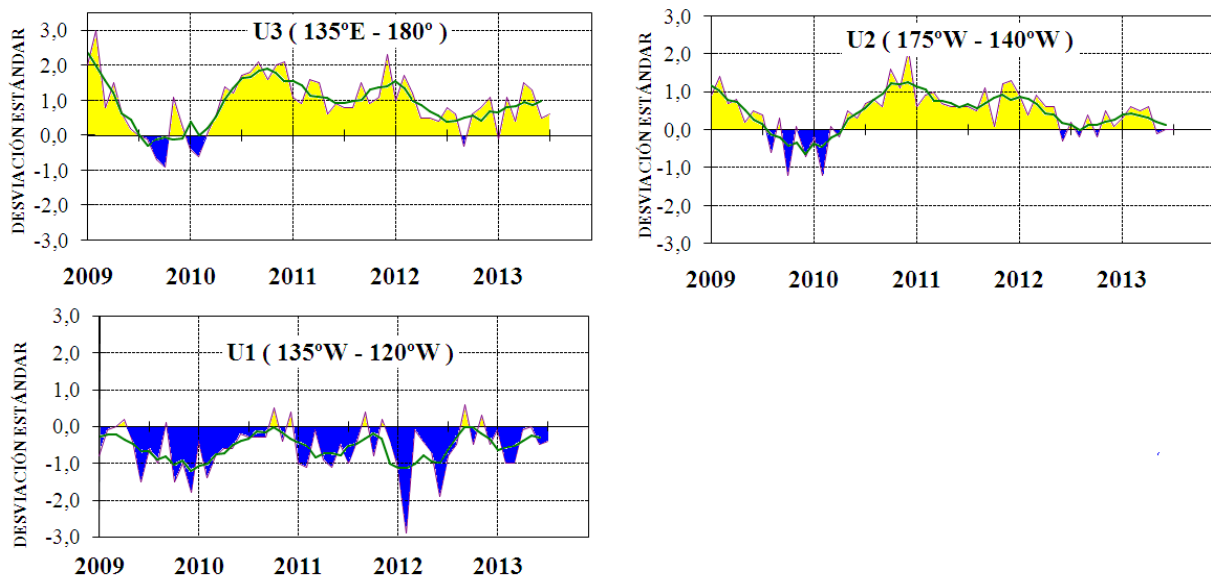 U3 ( 135ºE - 180º )
DESVIACIÓN ESTÁNDAR
3,0
2,0
1,0
0,0
-1,0
-2,0
-3,0
2009 2010 2011 2012 2013
U2 ( 175ºW - 140ºW )
DESVIACIÓN ESTÁNDAR
3,0
2,0
1,0
0,0
-1,0
-2,0
-3,0
2009 2010 2011 2012 2013
U1 ( 135ºW - 120ºW )
DESVIACIÓN ESTÁNDAR
3,0
2,0
1,0
0,0
-1,0
-2,0
-3,0
2009 2010 2011 2012 2013